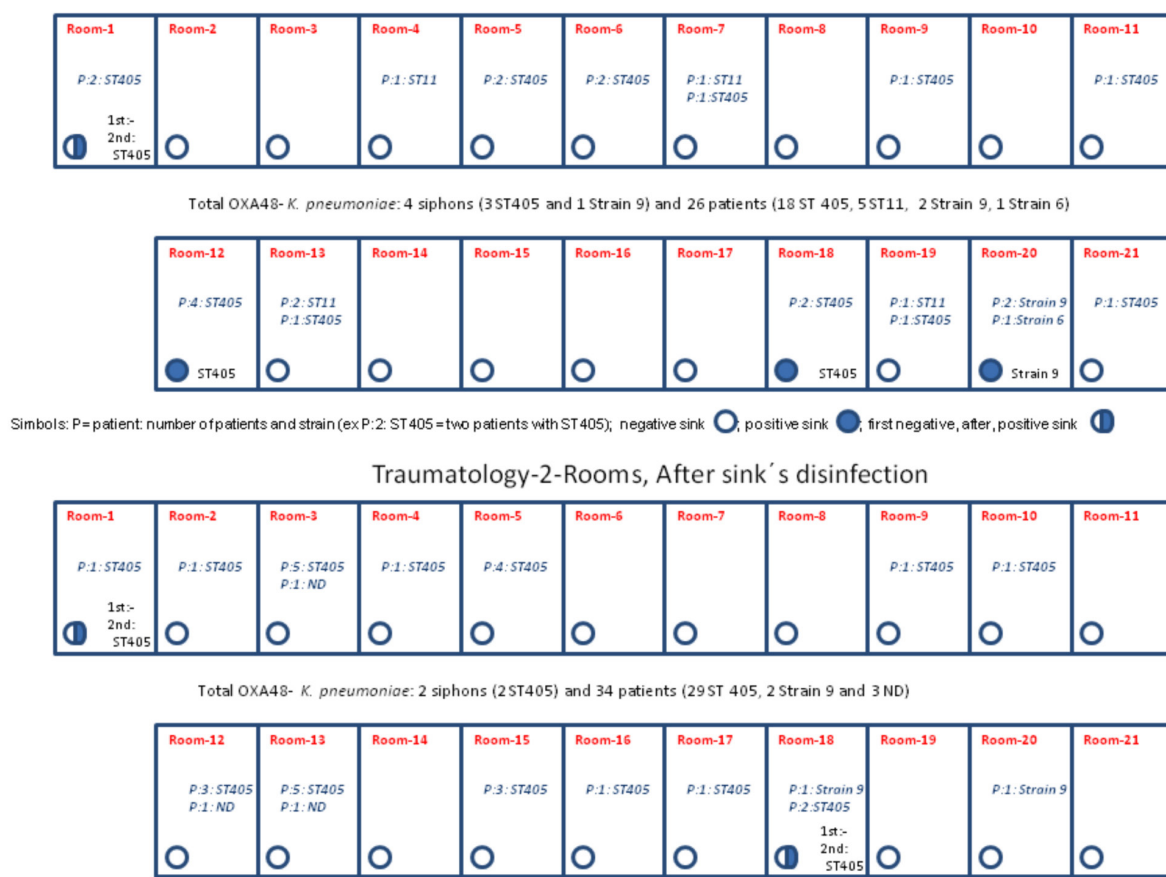 Room-1 Room-2 Room-3 Room-4 Room-5 Room-6 Room-7 Room-8 Room-9 Room-10 Room-11
P:2:ST405 P:1:ST11 P:2:ST405 P:2:ST405 P:1:ST11 P:1:ST405 P:1:ST405
P:1:ST405
1st:-
2nd:
ST405
Total OXA48- K. pneumoniae: 4 siphons (3 ST405 and 1 Strain 9) and 26 patients (18 ST 405, 5 ST11, 2 Strain 9, 1 Strain 6)
Room-12 Room-13 Room-14 Room-15 Room-16 Room-17 Room-18 Room-19 Room-20 Room-21
P:4:ST405 P:2:ST11 P:2:ST405 P:1:ST11 P:2:Strain 9 P:1:ST405
P:1:ST405 P:1:ST405 P:1:Strain 6
ST405 ST405 Strain 9
Simbols: P= patient: number of patients and strain (ex P:2: ST405 = two patients with ST405); negative sink ; positive sink ; first negative, after, positive sink
Traumatology-2-Rooms, After sink´s disinfection
Room-1 Room-2 Room-3 Room-4 Room-5 Room-6 Room-7 Room-8 Room-9 Room-10 Room-11
P:1:ST405 P:1:ST405 P:5:ST405 P:1:ST405 P:4:ST405 P:1:ST405 P:1:ST405
P:1:ND
1st:-
2nd:
ST405
Total OXA48- K. pneumoniae: 2 siphons (2 ST405) and 34 patients (29 ST 405, 2 Strain 9 and 3 ND)
Room-12 Room-13 Room-14 Room-15 Room-16 Room-17 Room-18 Room-19 Room-20 Room-21
P:3:ST405 P:5:ST405 P:3:ST405 P:1:ST405 P:1:ST405 P:1:Strain 9 P:1:Strain 9
P:1:ND P:1:ND P:2:ST405
1st:-
2nd:
ST405